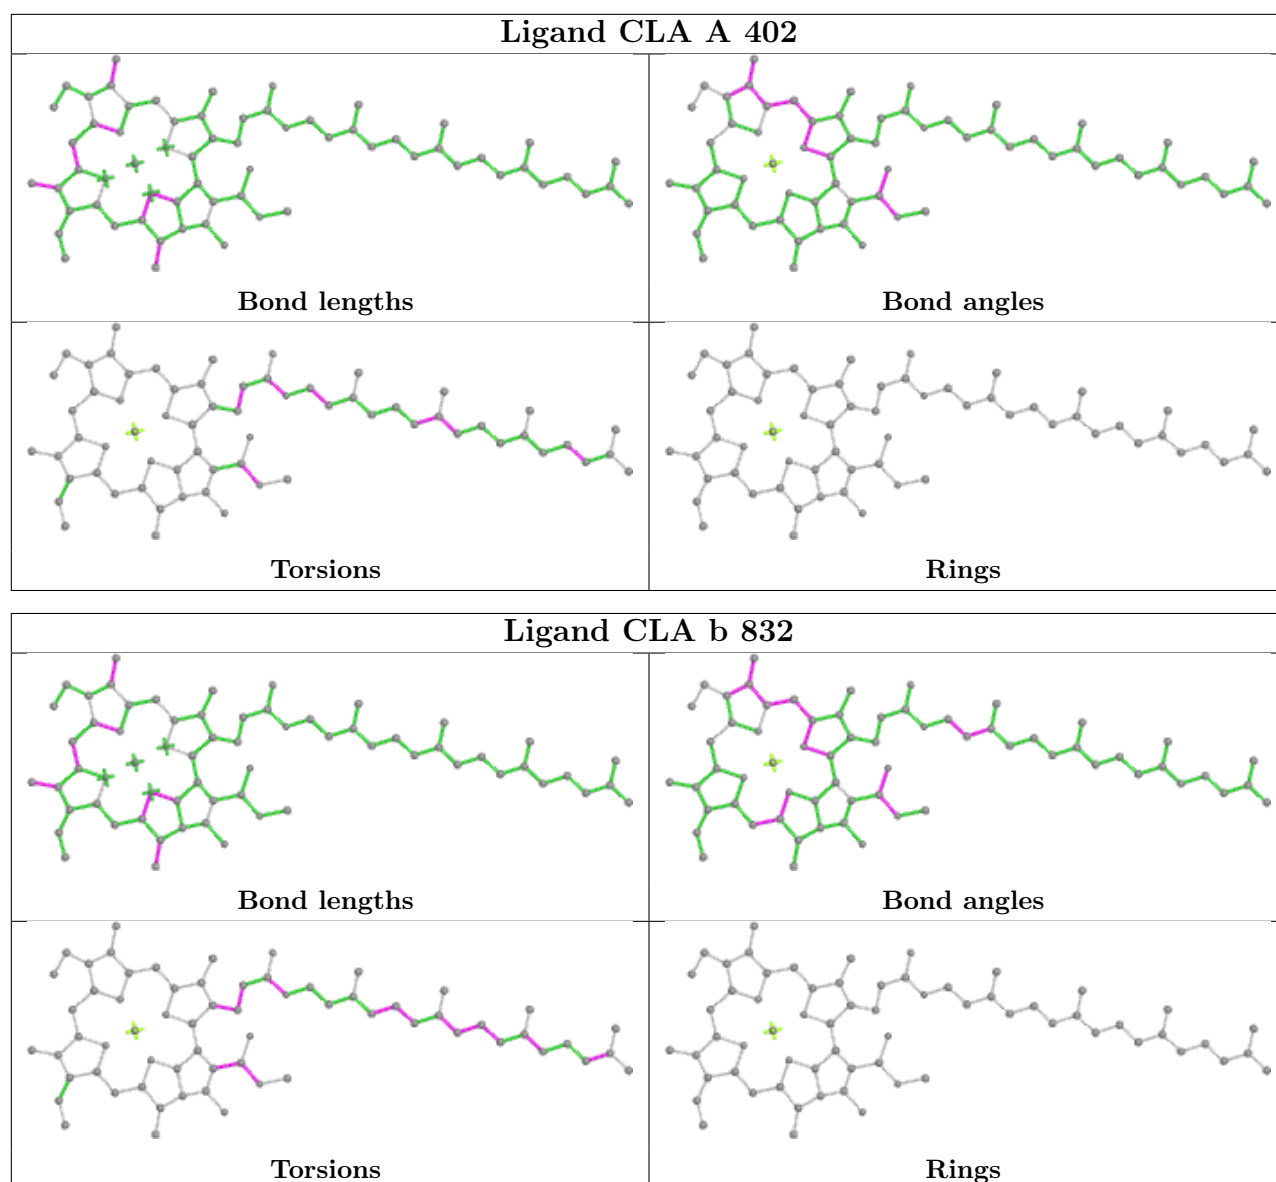 Ligand CLA A 402
Bond lengths
Bond angles
Torsions
Rings
Ligand CLA b 832
Bond lengths
Bond angles
Torsions
Rings